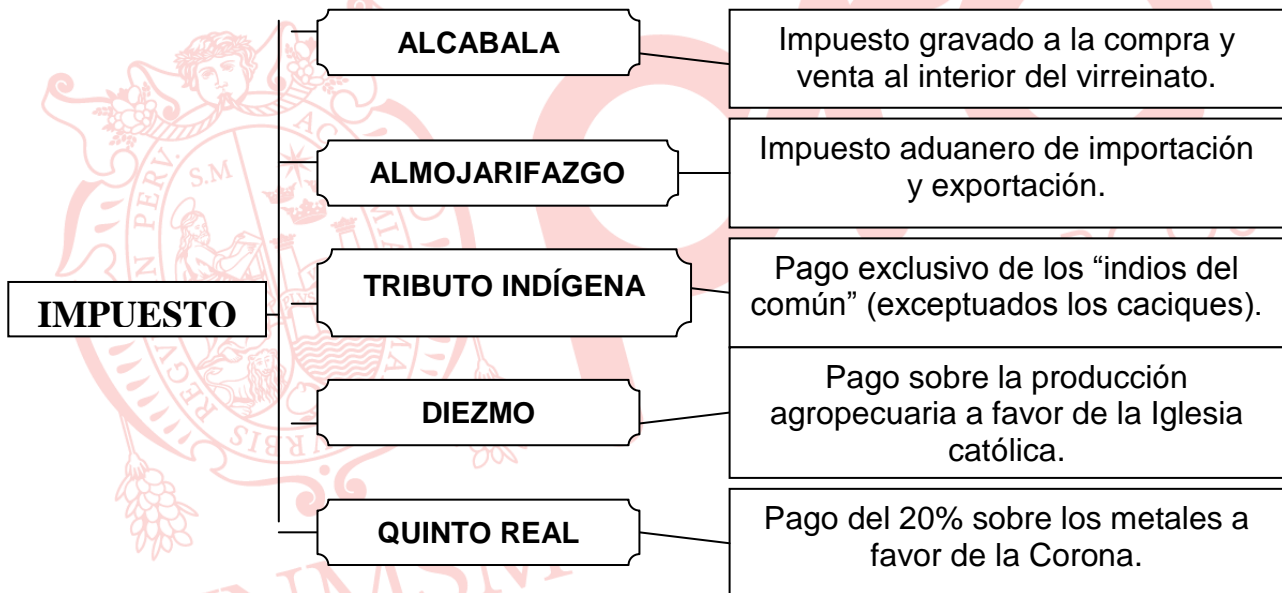 ALCABALA
Impuesto gravado a la compra y
venta al interior del virreinato.
ALMOJARIFAZGO
Impuesto aduanero de importación
y exportación.
IMPUESTO
TRIBUTO INDÍGENA
Pago exclusivo de los “indios del
común” (exceptuados los caciques).
DIEZMO
Pago sobre la producción
agropecuaria a favor de la Iglesia
católica.
QUINTO REAL
Pago del 20% sobre los metales a
favor de la Corona.
S.M
PERV.